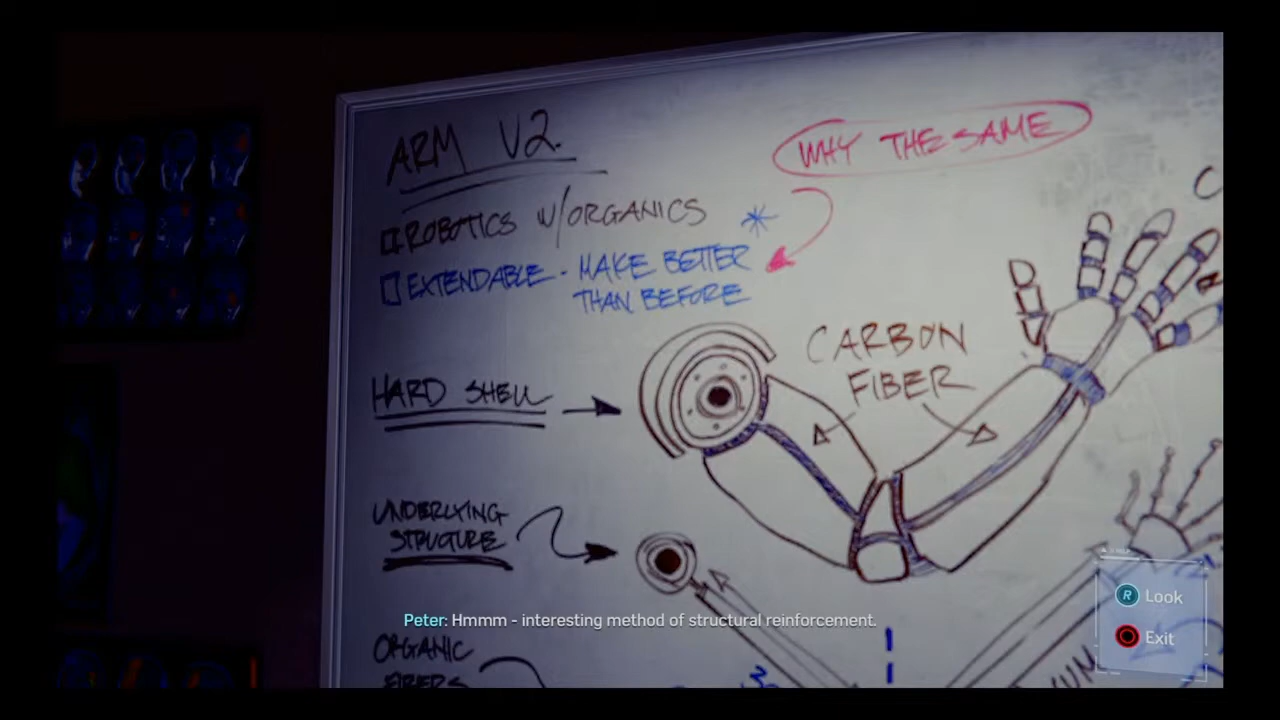 ARM V2.
WHY THE SAME
ROBOTICS W/ORGANICS
EXTENDABLE - MAKE BETTER
THAN BEFORE
CARBON
FIBER
HARD SHELL
UNDERLYING
STRUCTURE
Peter: Hmmm - interesting method of structural reinforcement.
ORGANIC
FIBERS
R Look
Exit